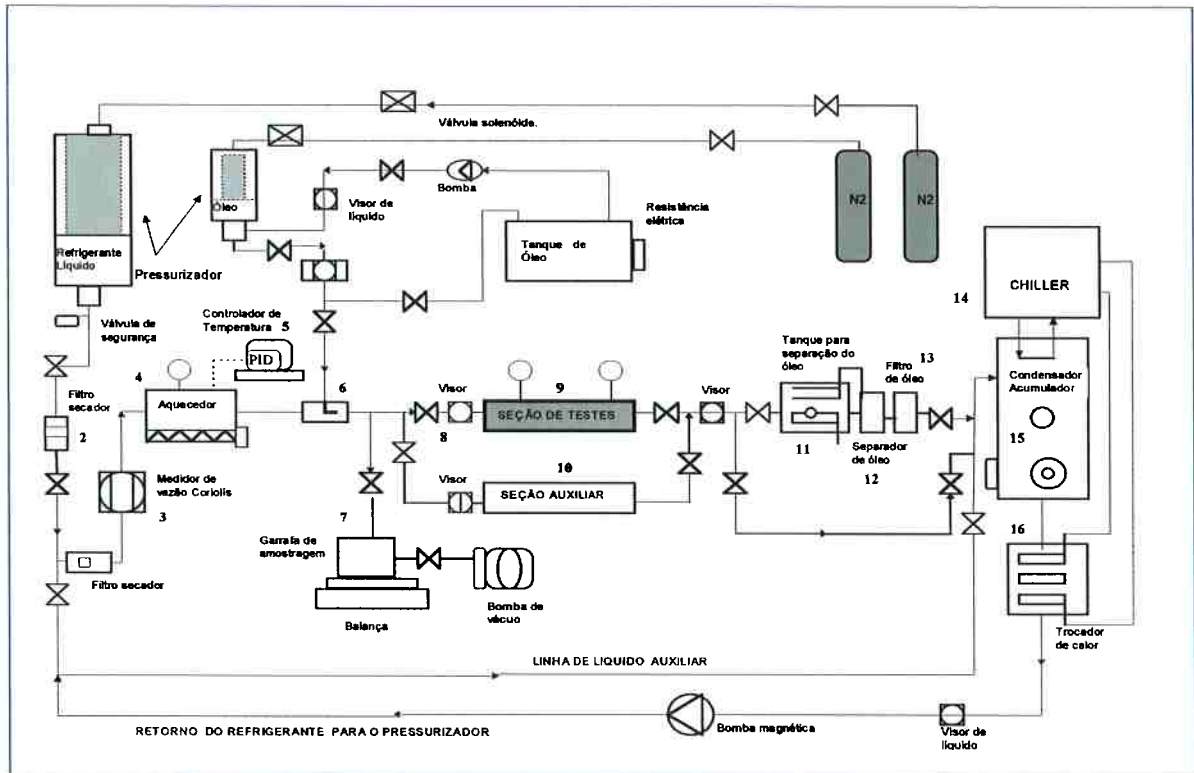 Válvula solenóide.
N2
N2
Óleo
Visor de
líquido
Bomba
Resistência
elétrica
Tanque de
Óleo
Refrigerante
Líquido
Pressurizador
14
CHILLER
Válvula de
segurança
Controlador de
Temperatura 5
PID
Filtro
secador
2
4
Aquecedor
6
Visor
8
9
SEÇÃO DE TESTES
Visor
Tanque para
separação do
óleo
13
Filtro
de óleo
11
Separador
de óleo
12
Condensador
Acumulador
15
Medidor de
vazão Coriolis
3
Visor
10
SEÇÃO AUXILIAR
7
Garrafa de
amostragem
16
Filtro secador
Balança
Bomba de
vácuo
Trocador
de calor
LINHA DE LIQUIDO AUXILIAR
RETORNO DO REFRIGERANTE PARA O PRESSURIZADOR
Bomba magnética
Visor de
líquido